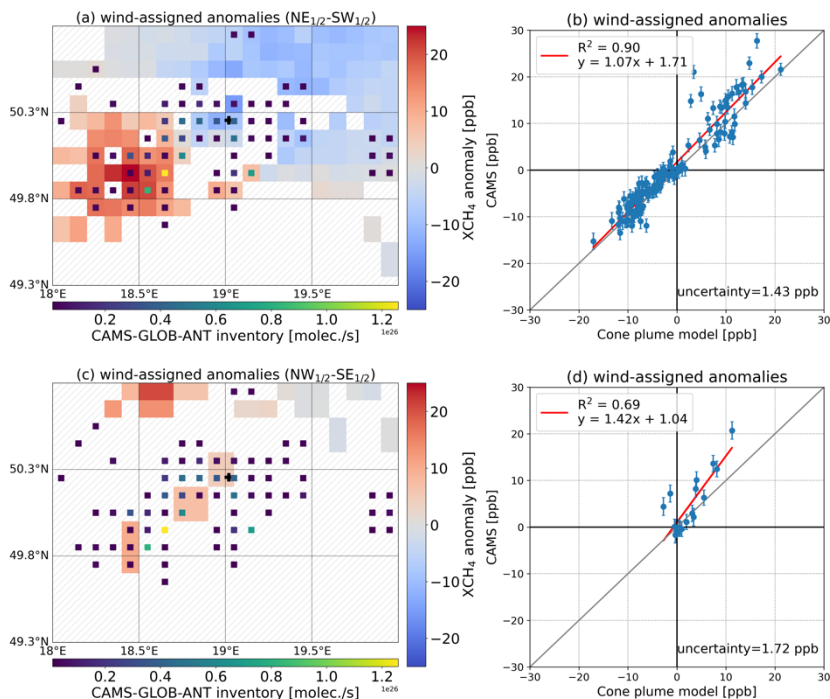 (a) wind-assigned anomalies (NE1/2-SW1/2)
50.3°N
49.8°N
49.3°N
18°E
18.5°E
19°E
19.5°E
20
10
0
−10
−20
XCH4 anomaly [ppb]
0.2
0.4
0.6
0.8
1.0
1.2
1e26
CAMS-GLOB-ANT inventory [molec./s]
(b) wind-assigned anomalies
R2 = 0.90
y = 1.07x + 1.71
30
20
10
0
−10
−20
−30
CAMS [ppb]
uncertainty=1.43 ppb
−30
−20
−10
0
10
20
30
Cone plume model [ppb]
(c) wind-assigned anomalies (NW1/2-SE1/2)
50.3°N
49.8°N
49.3°N
18°E
18.5°E
19°E
19.5°E
20
10
0
−10
−20
XCH4 anomaly [ppb]
0.2
0.4
0.6
0.8
1.0
1.2
1e26
CAMS-GLOB-ANT inventory [molec./s]
(d) wind-assigned anomalies
R2 = 0.69
y = 1.42x + 1.04
30
20
10
0
−10
−20
−30
CAMS [ppb]
uncertainty=1.72 ppb
−30
−20
−10
0
10
20
30
Cone plume model [ppb]